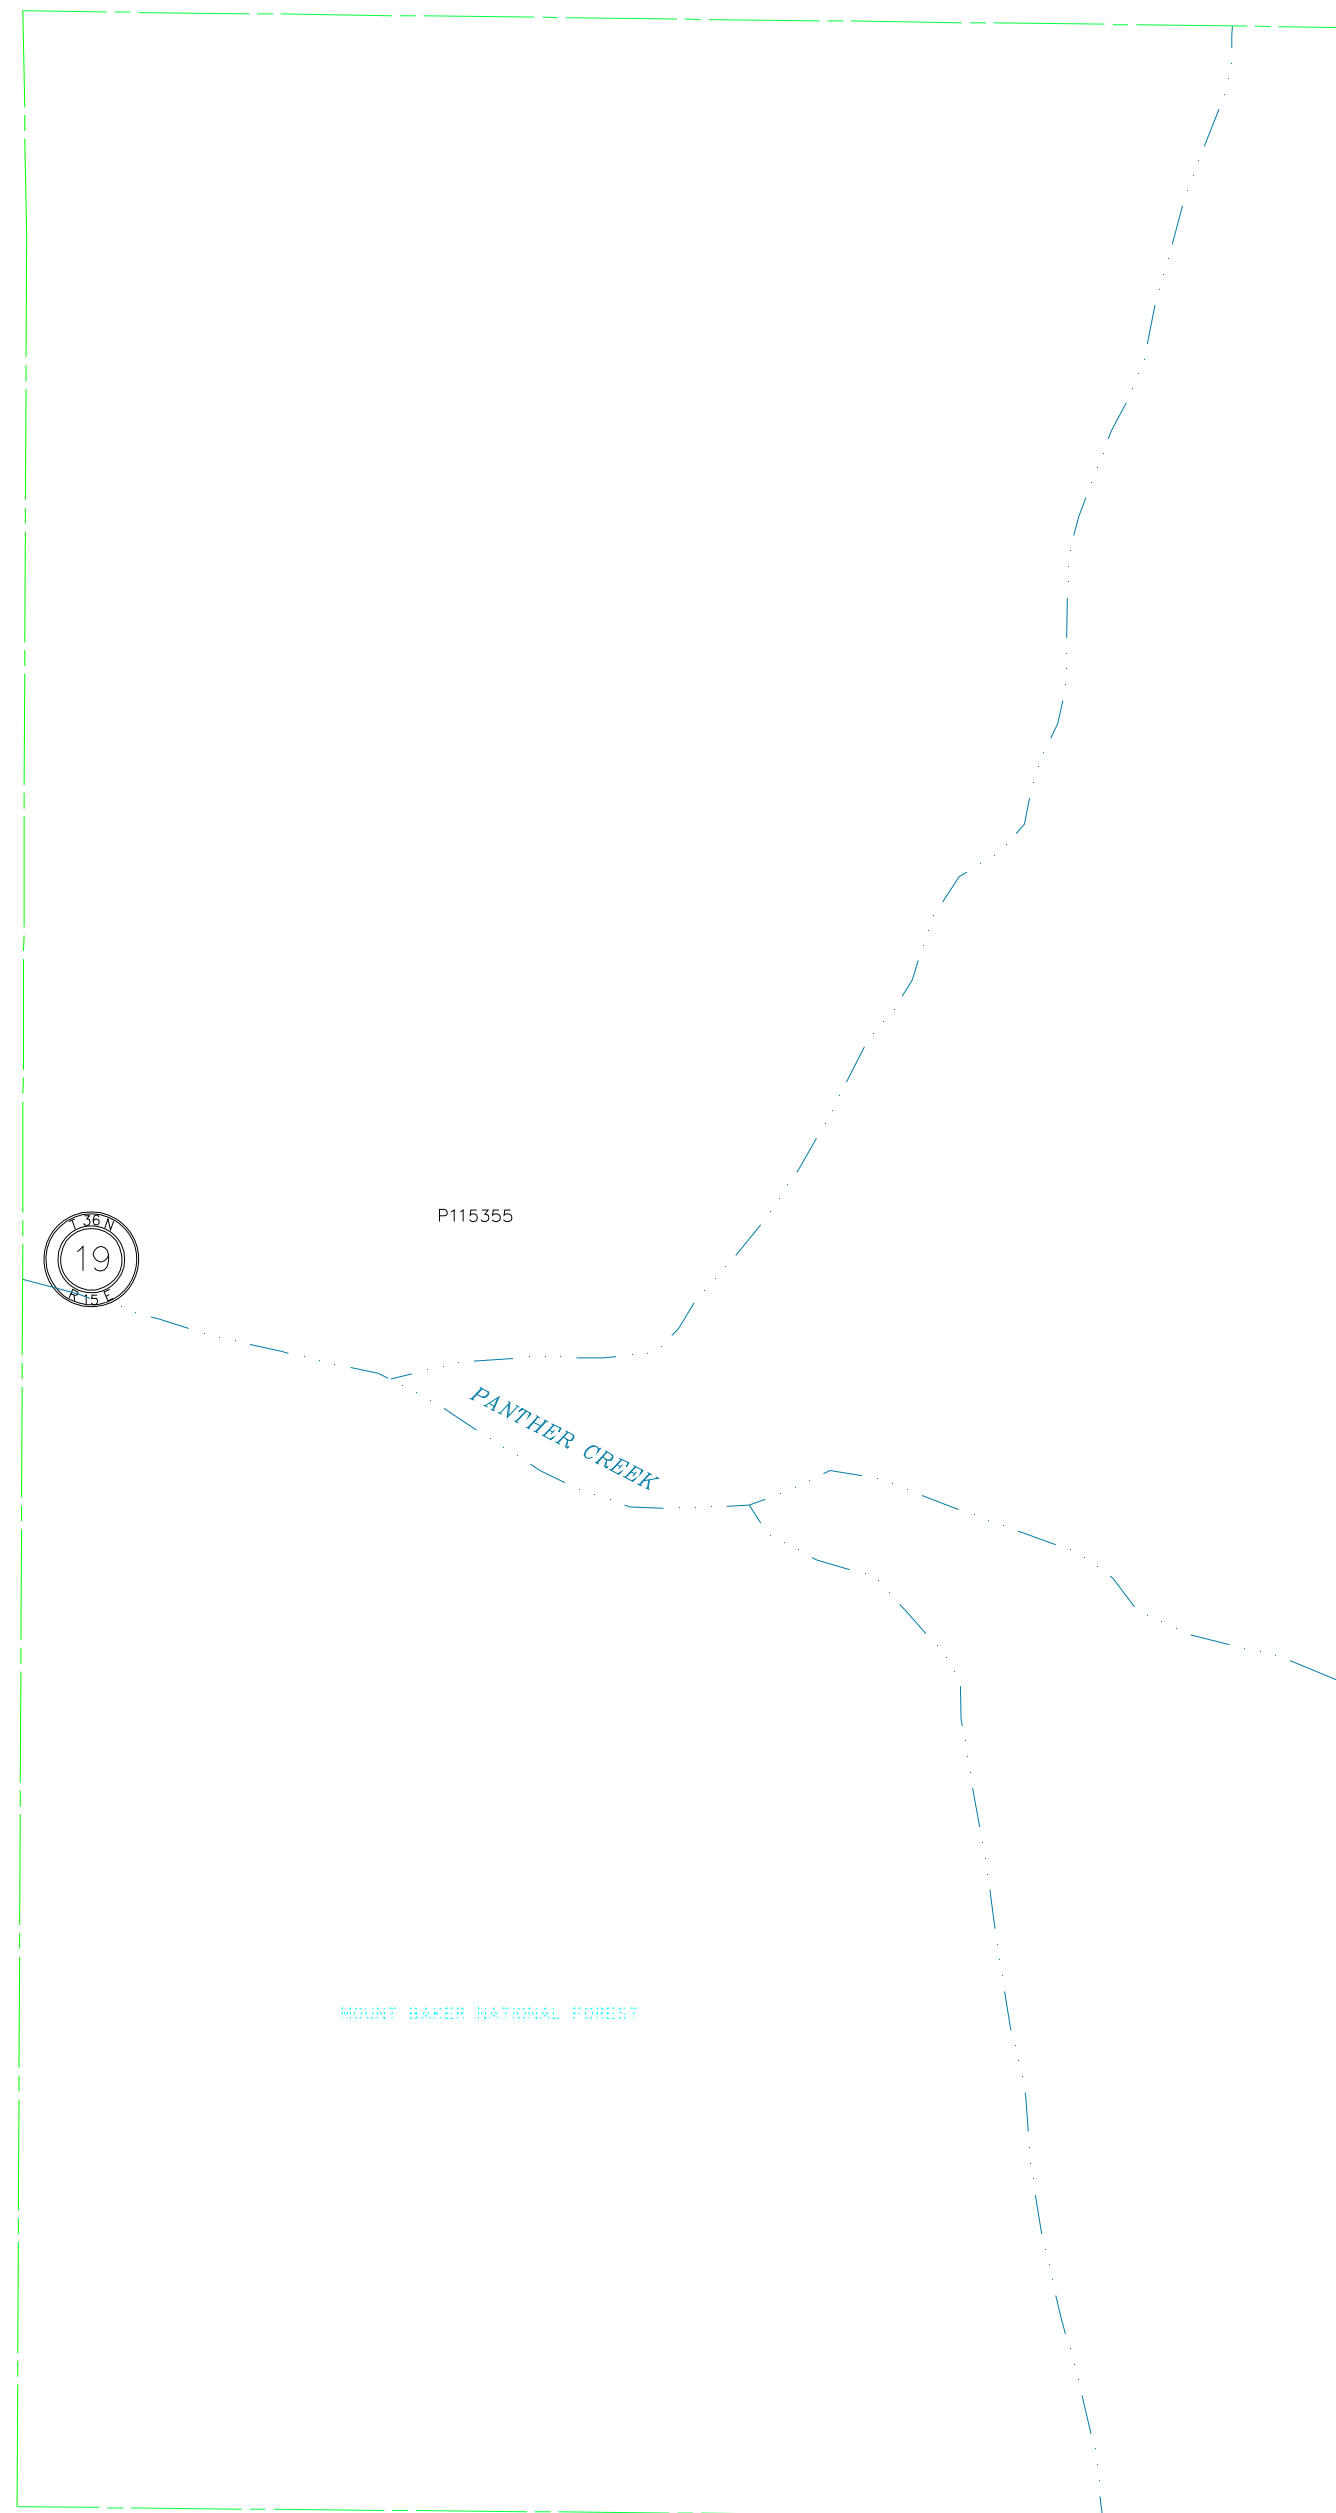 P115355
T 36 N
19
R 15 E
PANTHER CREEK
MOUNT BAKER NATIONAL FOREST